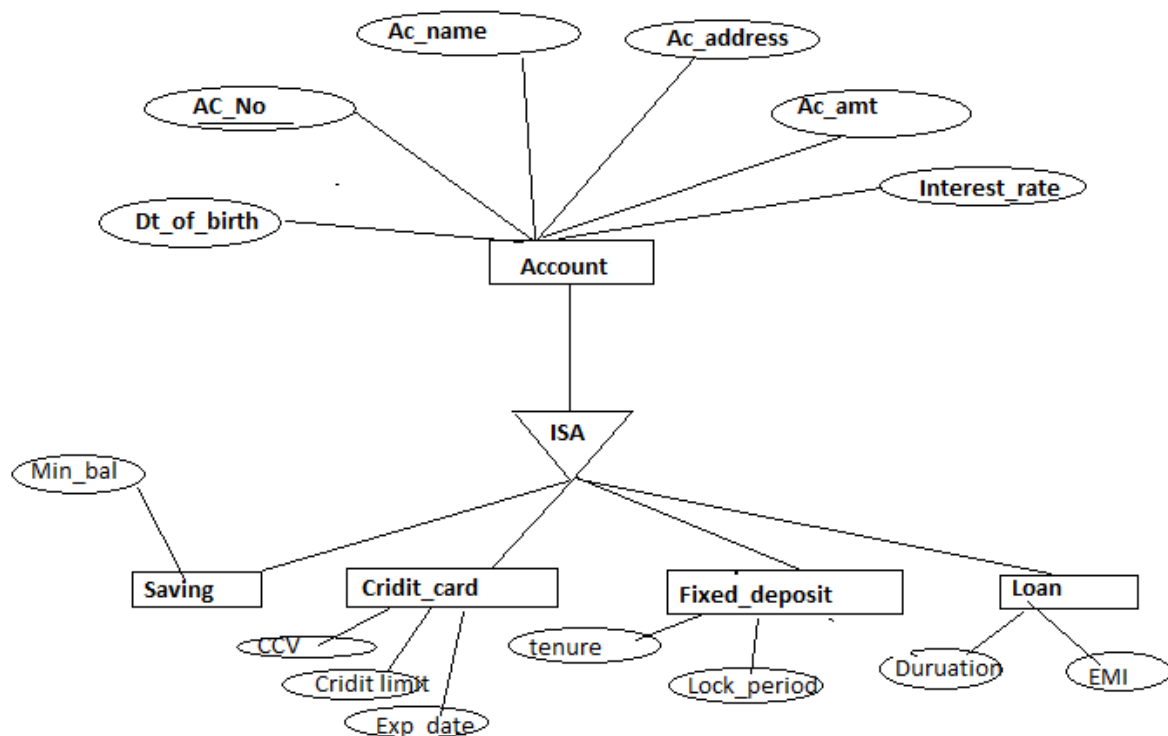 Ac_name
Ac_address
AC_No
Ac_amt
Interest_rate
Dt_of_birth
Account
ISA
Min_bal
Saving
Cridit_card
Fixed_deposit
Loan
CCV
tenure
Duruation
EMI
Cridit limit
Lock_period
Exp_date